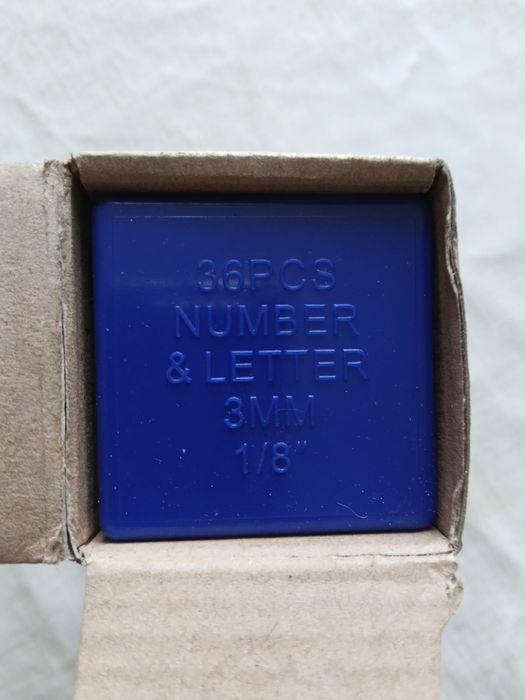 36PCS
NUMBER
& LETTER
3MM
1/8"